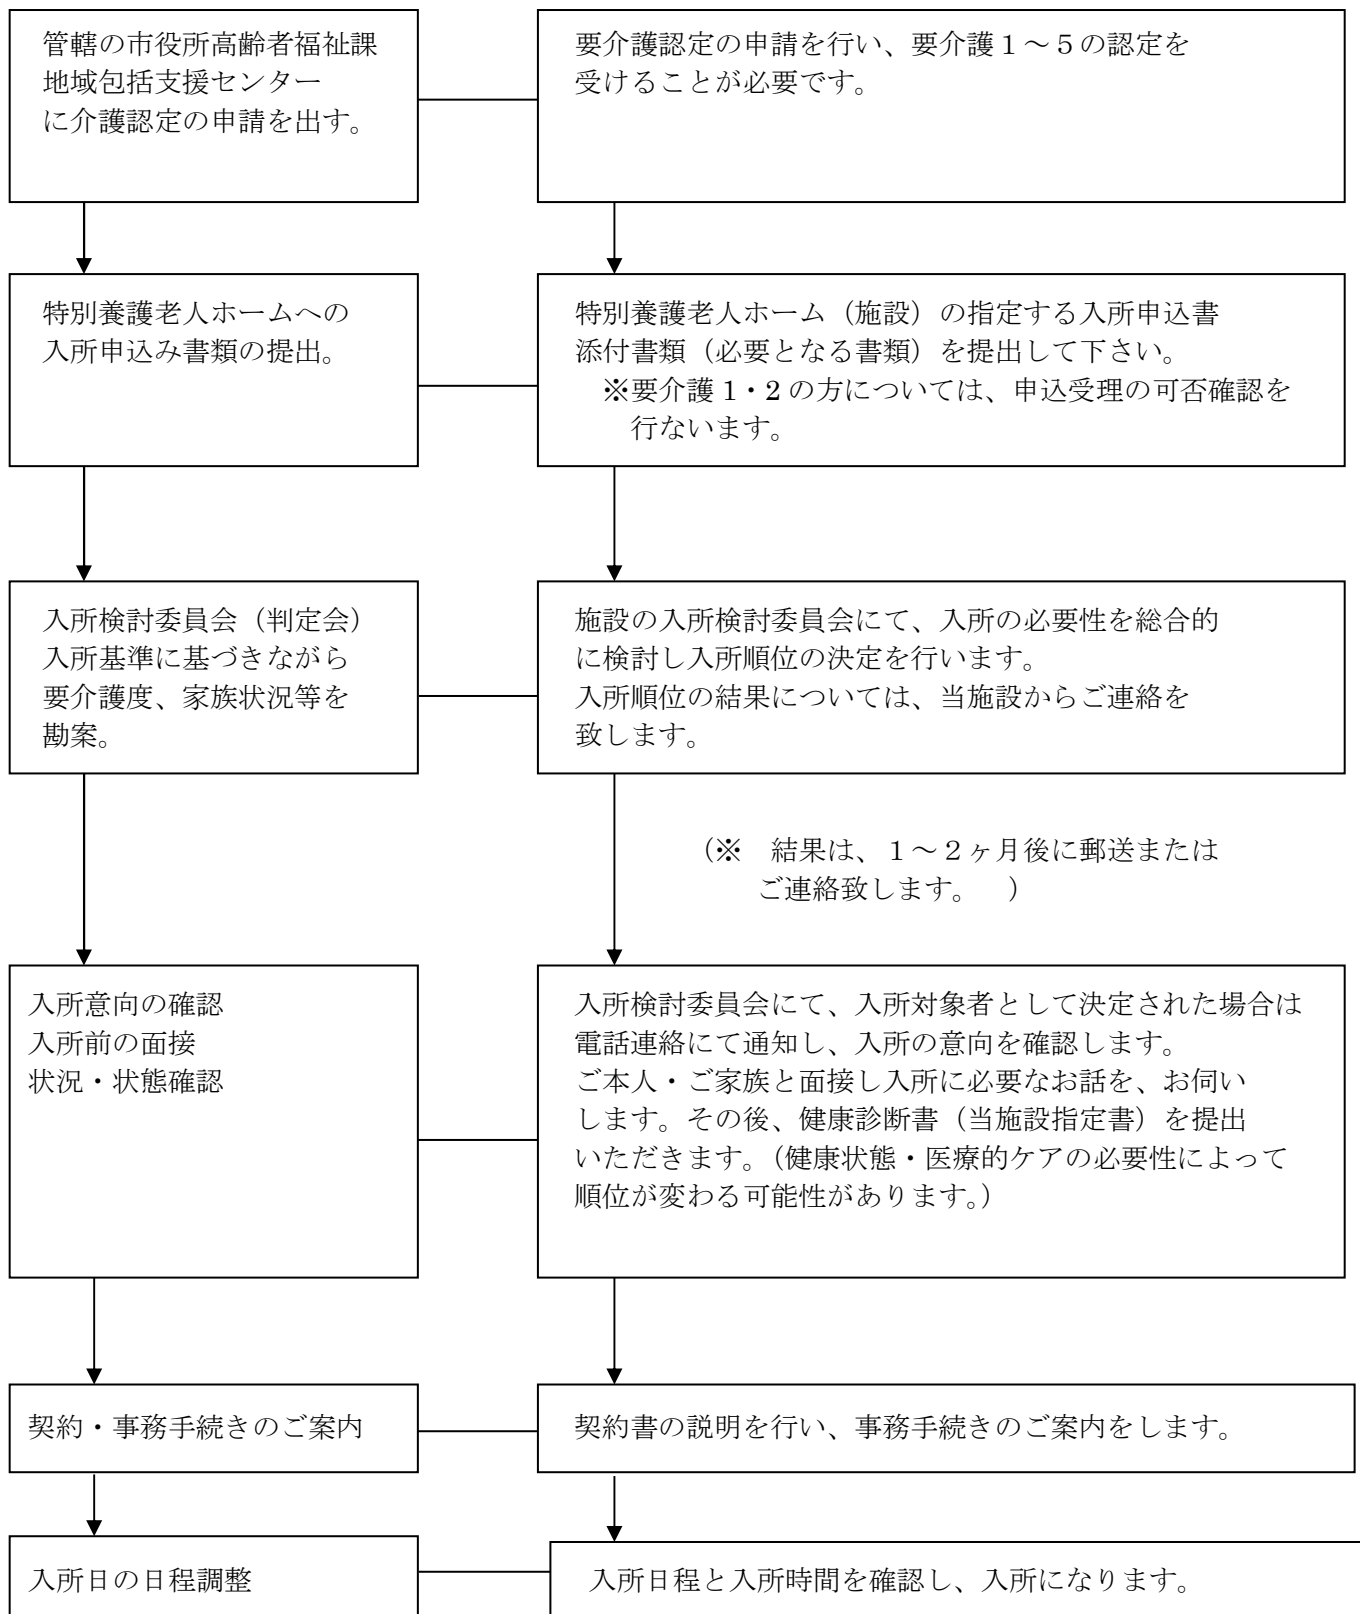 管轄の市役所高齢者福祉課
地域包括支援センター
に介護認定の申請を出す。
要介護認定の申請を行い、要介護１～５の認定を
受けることが必要です。
特別養護老人ホームへの
入所申込み書類の提出。
特別養護老人ホーム（施設）の指定する入所申込書
添付書類（必要となる書類）を提出して下さい。
※要介護 1・2 の方については、申込受理の可否確認を
行ないます。
入所検討委員会（判定会）
入所基準に基づきながら
要介護度、家族状況等を
勘案。
施設の入所検討委員会にて、入所の必要性を総合的
に検討し入所順位の決定を行います。
入所順位の結果については、当施設からご連絡を
致します。
（※　結果は、１～２ヶ月後に郵送または
ご連絡致します。　）
入所意向の確認
入所前の面接
状況・状態確認
入所検討委員会にて、入所対象者として決定された場合は
電話連絡にて通知し、入所の意向を確認します。
ご本人・ご家族と面接し入所に必要なお話を、お伺い
します。その後、健康診断書（当施設指定書）を提出
いただきます。（健康状態・医療的ケアの必要性によって
順位が変わる可能性があります。）
契約・事務手続きのご案内
契約書の説明を行い、事務手続きのご案内をします。
入所日の日程調整
入所日程と入所時間を確認し、入所になります。